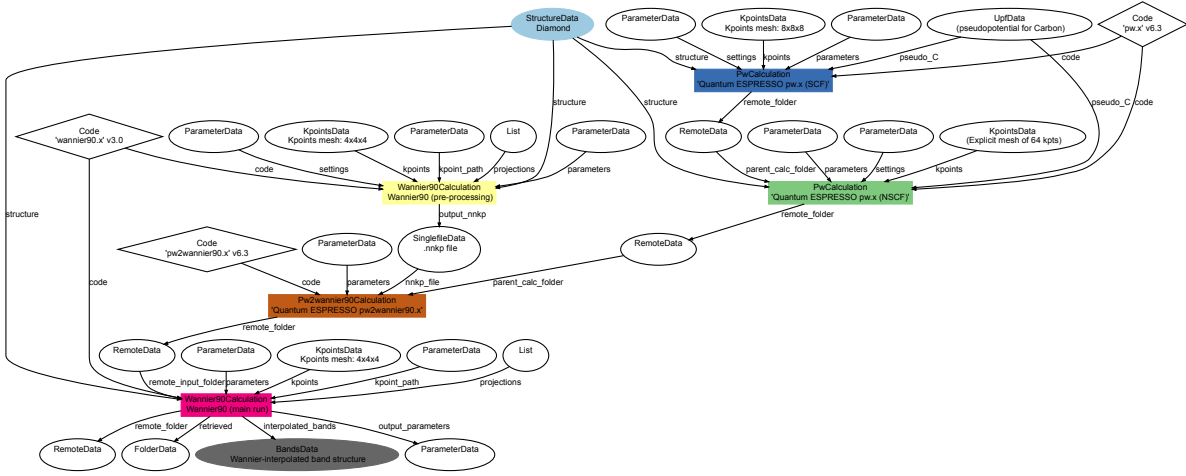 StructureData
Diamond
ParameterData
KpointsData
Kpoints mesh: 8x8x8
ParameterData
UpfData
(pseudopotential for Carbon)
Code
'pw.x' v6.3
structure
settings
kpoints
parameters
pseudo_C
code
PwCalculation
'Quantum ESPRESSO pw.x (SCF)'
remote_folder
structure
structure
pseudo_C
code
Code
'wannier90.x' v3.0
ParameterData
KpointsData
Kpoints mesh: 4x4x4
ParameterData
List
ParameterData
RemoteData
ParameterData
ParameterData
KpointsData
(Explicit mesh of 64 kpts)
code
settings
kpoints
kpoint_path
projections
parameters
parent_calc_folder
parameters
settings
kpoints
Wannier90Calculation
Wannier90 (pre-processing)
PwCalculation
'Quantum ESPRESSO pw.x (NSCF)'
structure
output_nnkp
remote_folder
Code
'pw2wannier90.x' v6.3
ParameterData
SinglefileData
.nnkp file
RemoteData
code
code
parameters
nnkp_file
parent_calc_folder
Pw2wannier90Calculation
'Quantum ESPRESSO pw2wannier90.x'
remote_folder
RemoteData
ParameterData
KpointsData
Kpoints mesh: 4x4x4
ParameterData
List
remote_input_folder
parameters
kpoints
kpoint_path
projections
Wannier90Calculation
Wannier90 (main run)
remote_folder
retrieved
interpolated_bands
output_parameters
RemoteData
FolderData
BandsData
Wannier-interpolated band structure
ParameterData